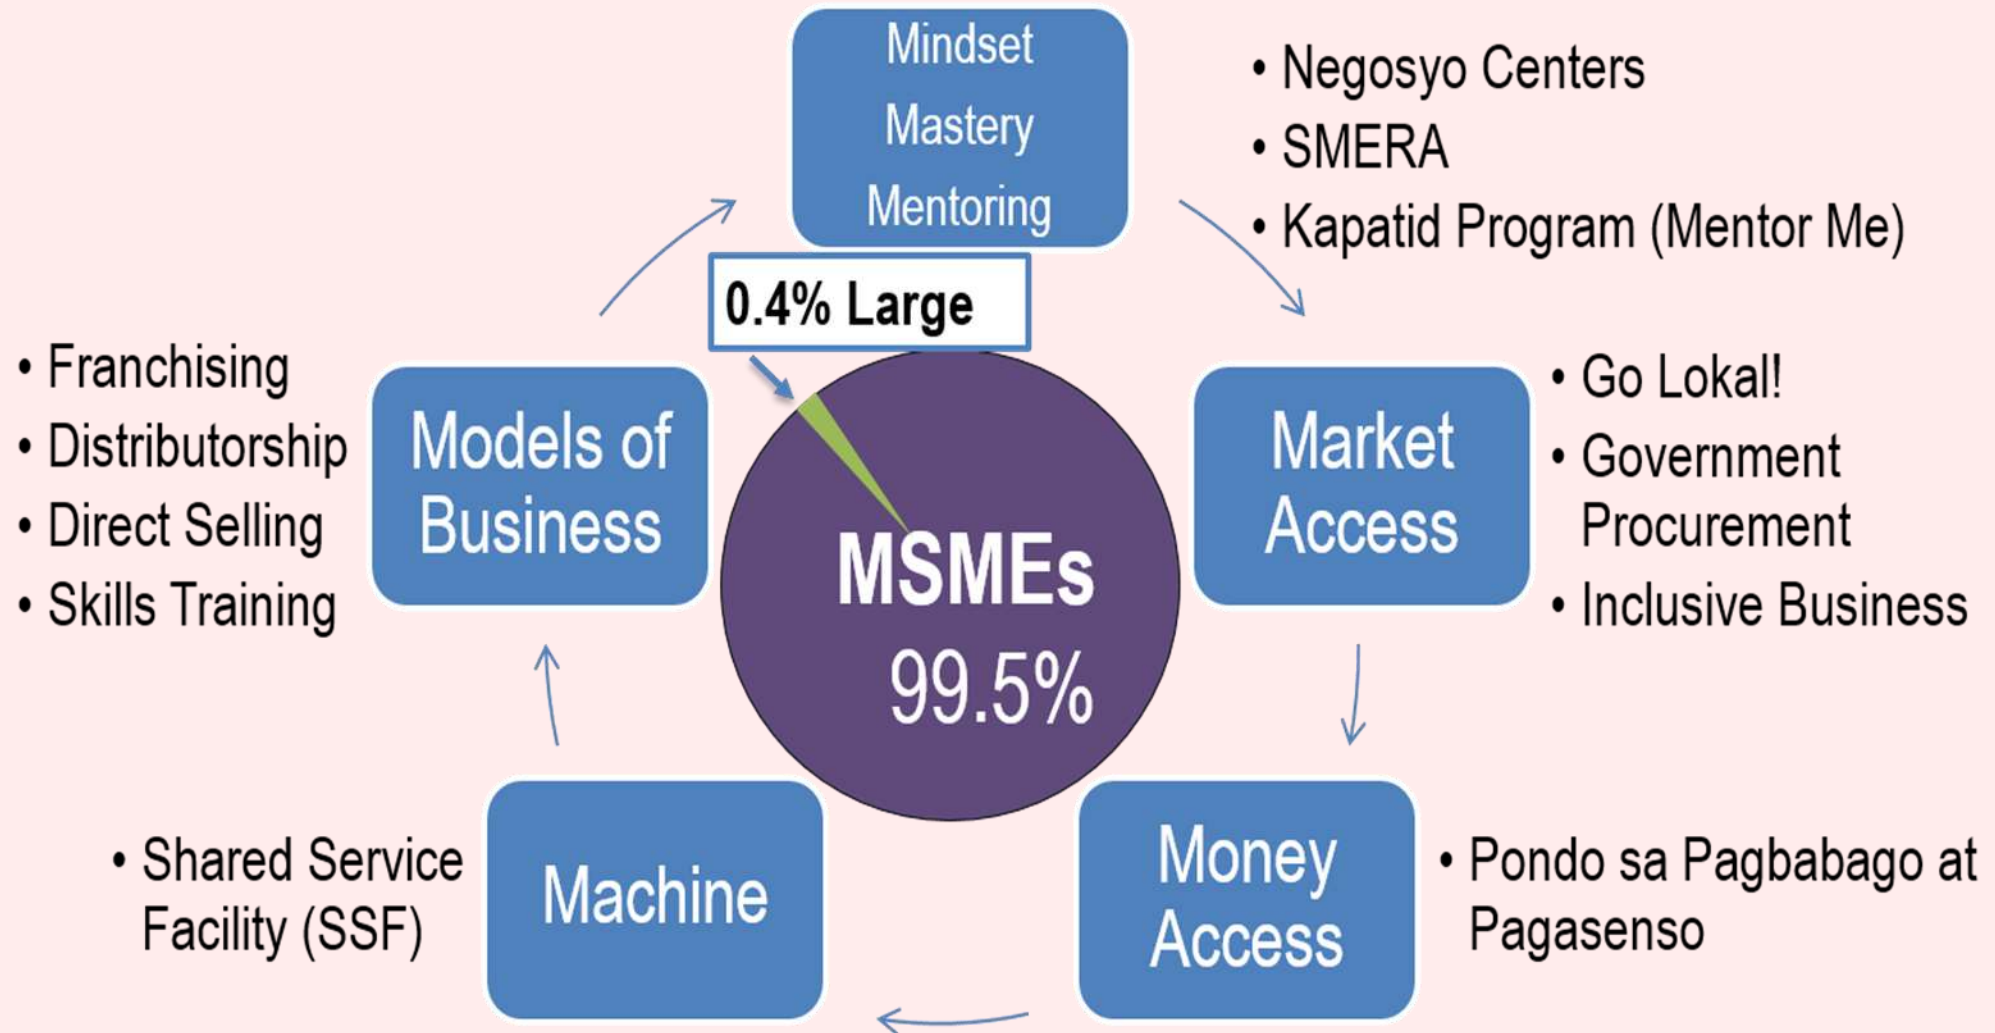 Mindset
Mastery
Mentoring
• Negosyo Centers
• SMERA
• Kapatid Program (Mentor Me)
0.4% Large
• Franchising
• Distributorship
• Direct Selling
• Skills Training
Models of
Business
MSMEs
99.5%
Market
Access
• Go Lokal!
• Government
Procurement
• Inclusive Business
• Shared Service
Facility (SSF)
Machine
Money
Access
• Pondo sa Pagbabago at
Pagasenso